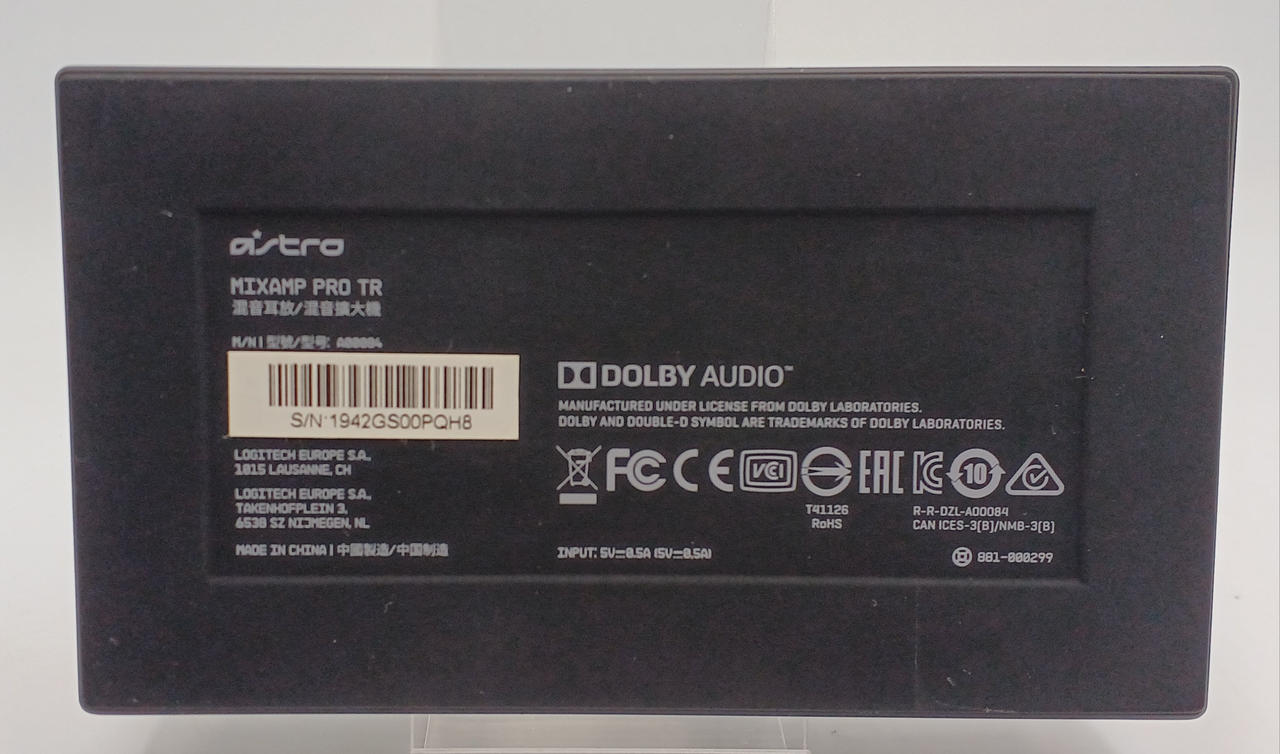 astro
MIXAMP PRO TR
混音耳放/混音擴大機
M/N | 型號/型号: A00084
S/N:1942GS00PQH8
LOGITECH EUROPE S.A.,
1015 LAUSANNE, CH
LOGITECH EUROPE S.A.,
TAKENHOFPLEIN 3,
6538 SZ NIJMEGEN, NL
MADE IN CHINA | 中國製造/中国制造
DOLBY AUDIO™
MANUFACTURED UNDER LICENSE FROM DOLBY LABORATORIES.
DOLBY AND DOUBLE-D SYMBOL ARE TRADEMARKS OF DOLBY LABORATORIES.
FC CE VCI EAC KC 10
T41126
RoHS
R-R-DZL-A00084
CAN ICES-3[B]/NMB-3[B]
INPUT: 5V⎓0.5A (5V⎓0,5A)
881-000299